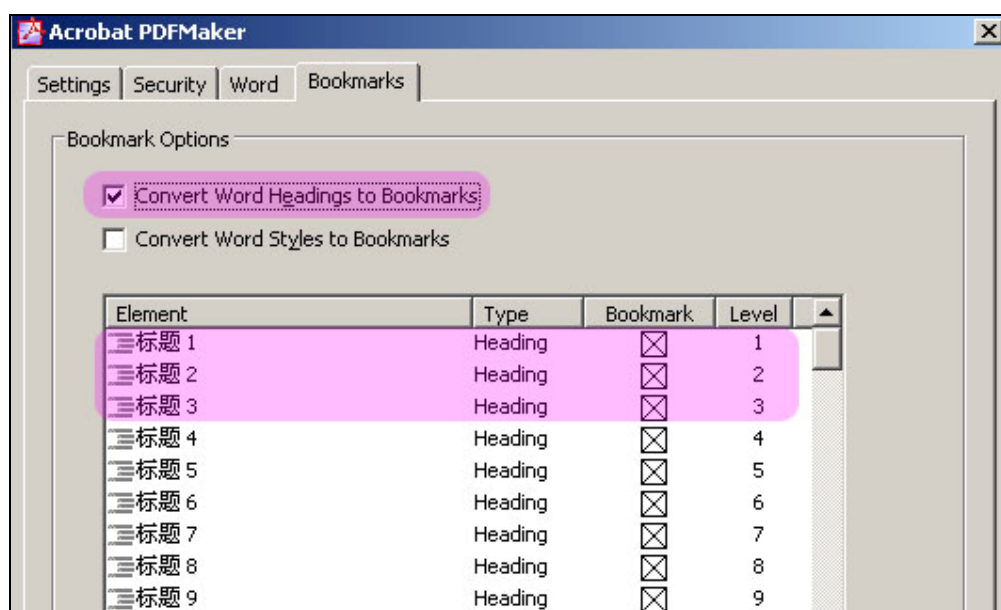 Acrobat PDFMaker
Settings Security Word Bookmarks
Bookmark Options
Convert Word Headings to Bookmarks
Convert Word Styles to Bookmarks
Element Type Bookmark Level
标题 1 Heading 1
标题 2 Heading 2
标题 3 Heading 3
标题 4 Heading 4
标题 5 Heading 5
标题 6 Heading 6
标题 7 Heading 7
标题 8 Heading 8
标题 9 Heading 9